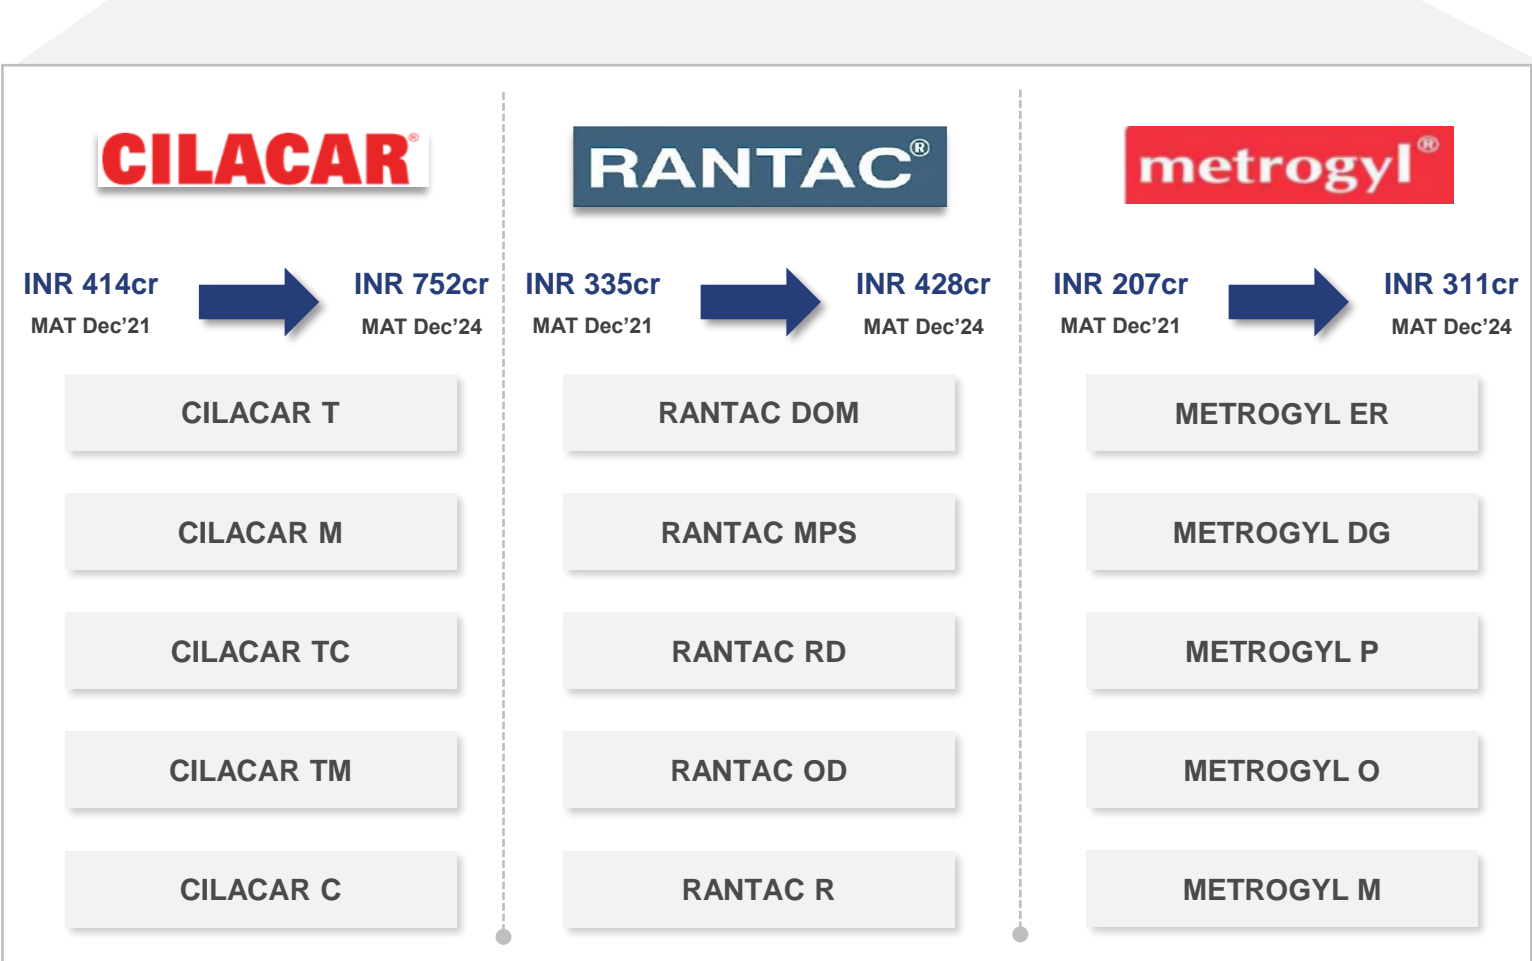 CILACAR®
INR 414cr
MAT Dec’21
INR 752cr
MAT Dec’24
CILACAR T
CILACAR M
CILACAR TC
CILACAR TM
CILACAR C
RANTAC®
INR 335cr
MAT Dec’21
INR 428cr
MAT Dec’24
RANTAC DOM
RANTAC MPS
RANTAC RD
RANTAC OD
RANTAC R
metrogyl®
INR 207cr
MAT Dec’21
INR 311cr
MAT Dec’24
METROGYL ER
METROGYL DG
METROGYL P
METROGYL O
METROGYL M